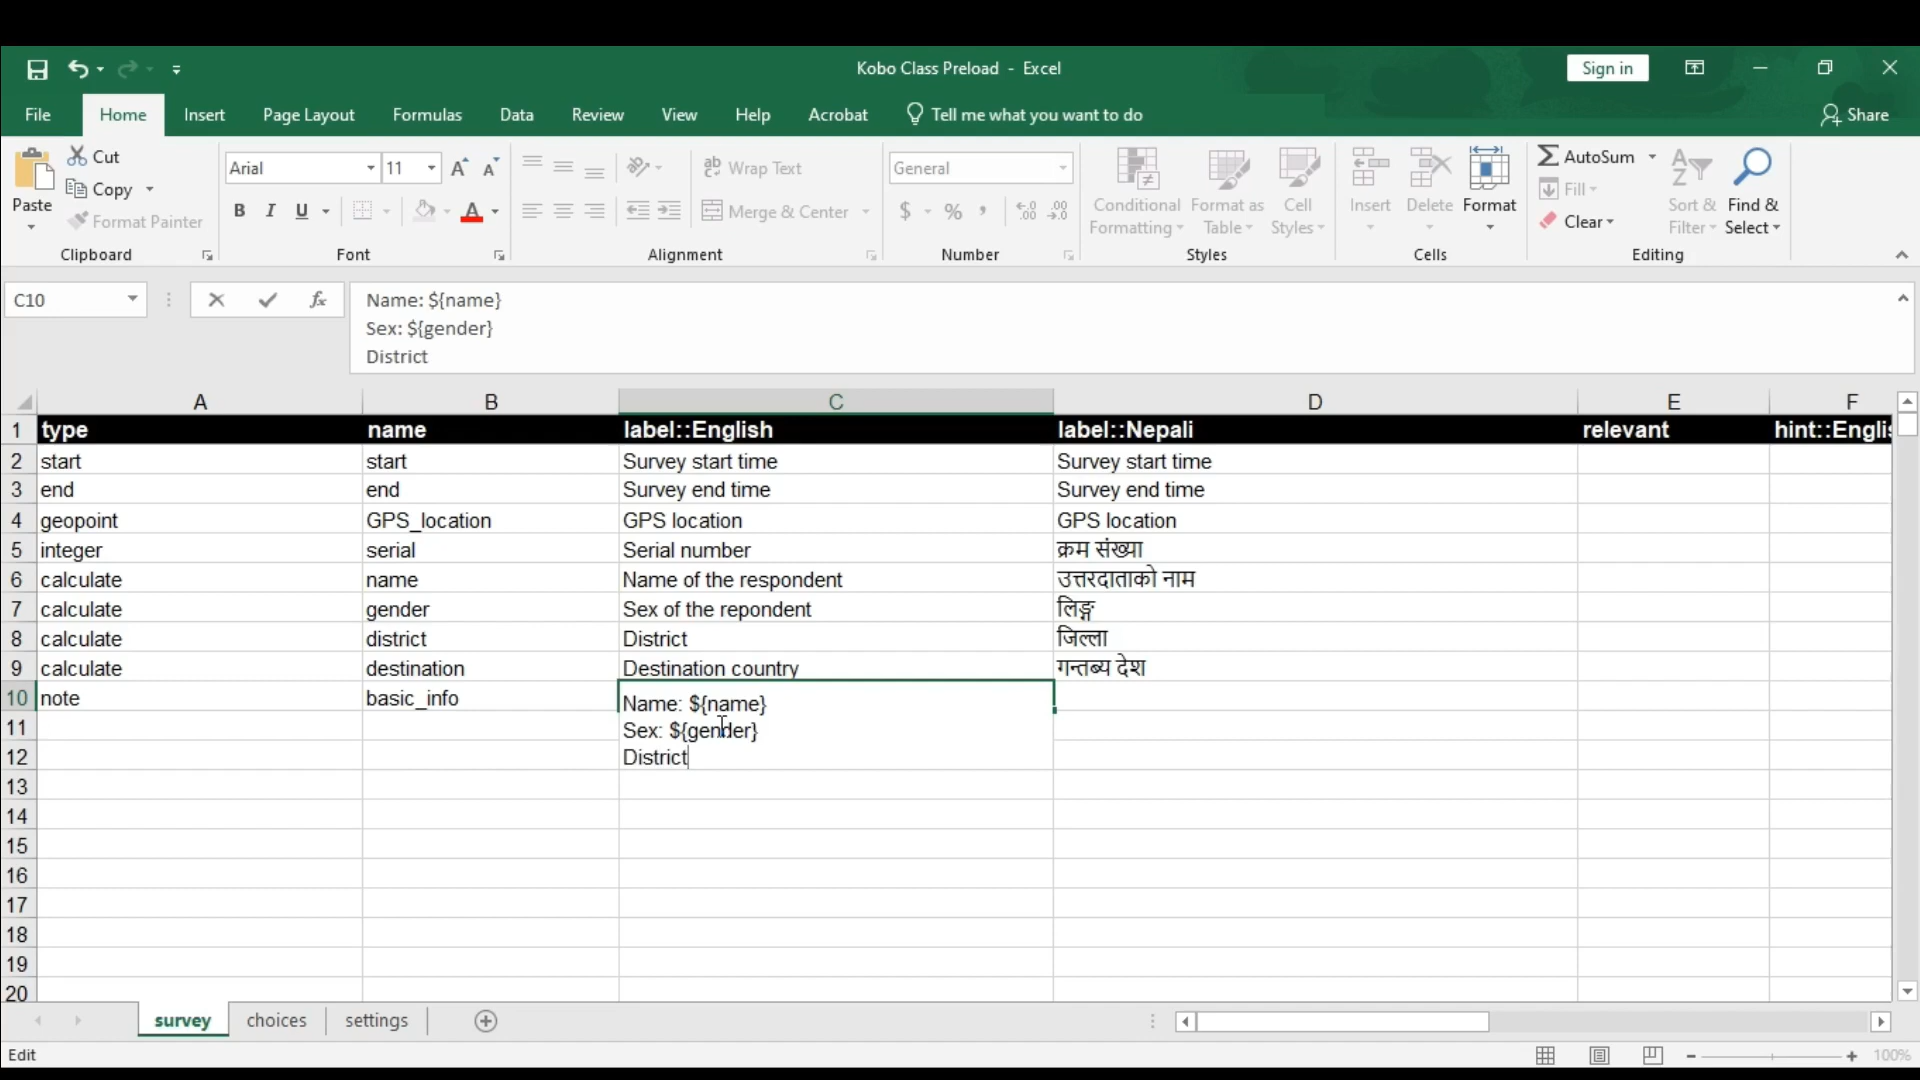 Kobo Class Preload - Excel
Sign in
File Home Insert Page Layout Formulas Data Review View Help Acrobat Tell me what you want to do Share
Paste
Cut
Copy
Format Painter
Clipboard
Arial 11
B I U A
Font
ab Wrap Text
Merge & Center
Alignment
General
$ % ,
Number
Conditional Formatting
Format as Table
Cell Styles
Styles
Insert
Delete
Format
Cells
AutoSum
Fill
Clear
Sort & Filter
Find & Select
Editing
C10
fx
Name: ${name}
Sex: ${gender}
District
A B C D E F
1 type name label::English label::Nepali relevant hint::Englis
2 start start Survey start time Survey start time
3 end end Survey end time Survey end time
4 geopoint GPS_location GPS location GPS location
5 integer serial Serial number क्रम संख्या
6 calculate name Name of the respondent उत्तरदाताको नाम
7 calculate gender Sex of the repondent लिङ्ग
8 calculate district District जिल्ला
9 calculate destination Destination country गन्तब्य देश
10 note basic_info Name: ${name}
11 Sex: ${gender}
12 District
13
14
15
16
17
18
19
20
survey choices settings
Edit
100%